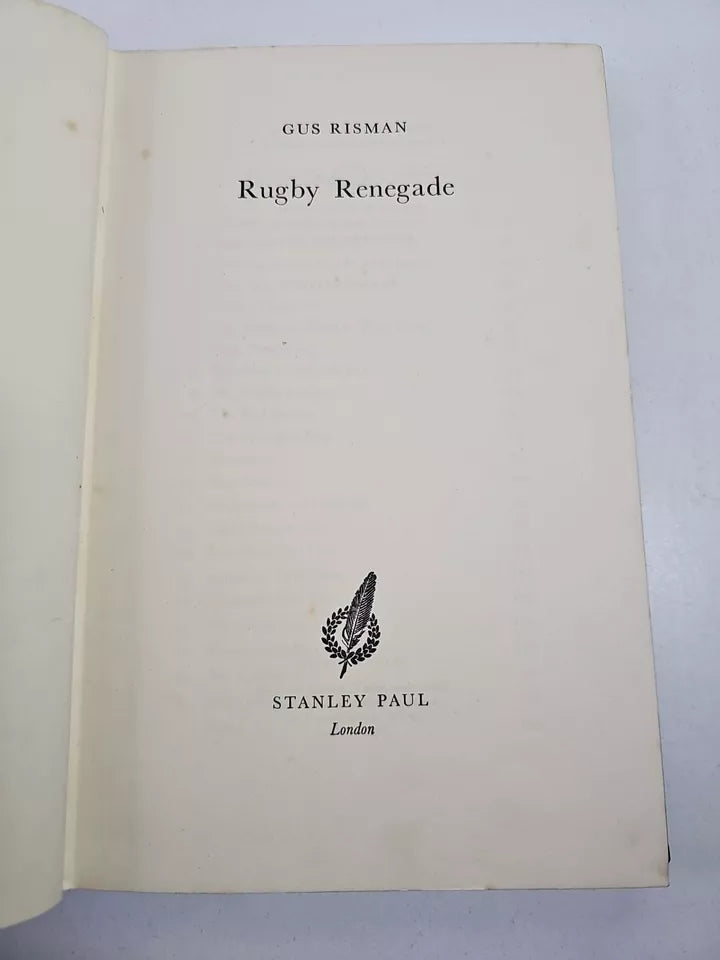 GUS RISMAN
Rugby Renegade
STANLEY PAUL
London